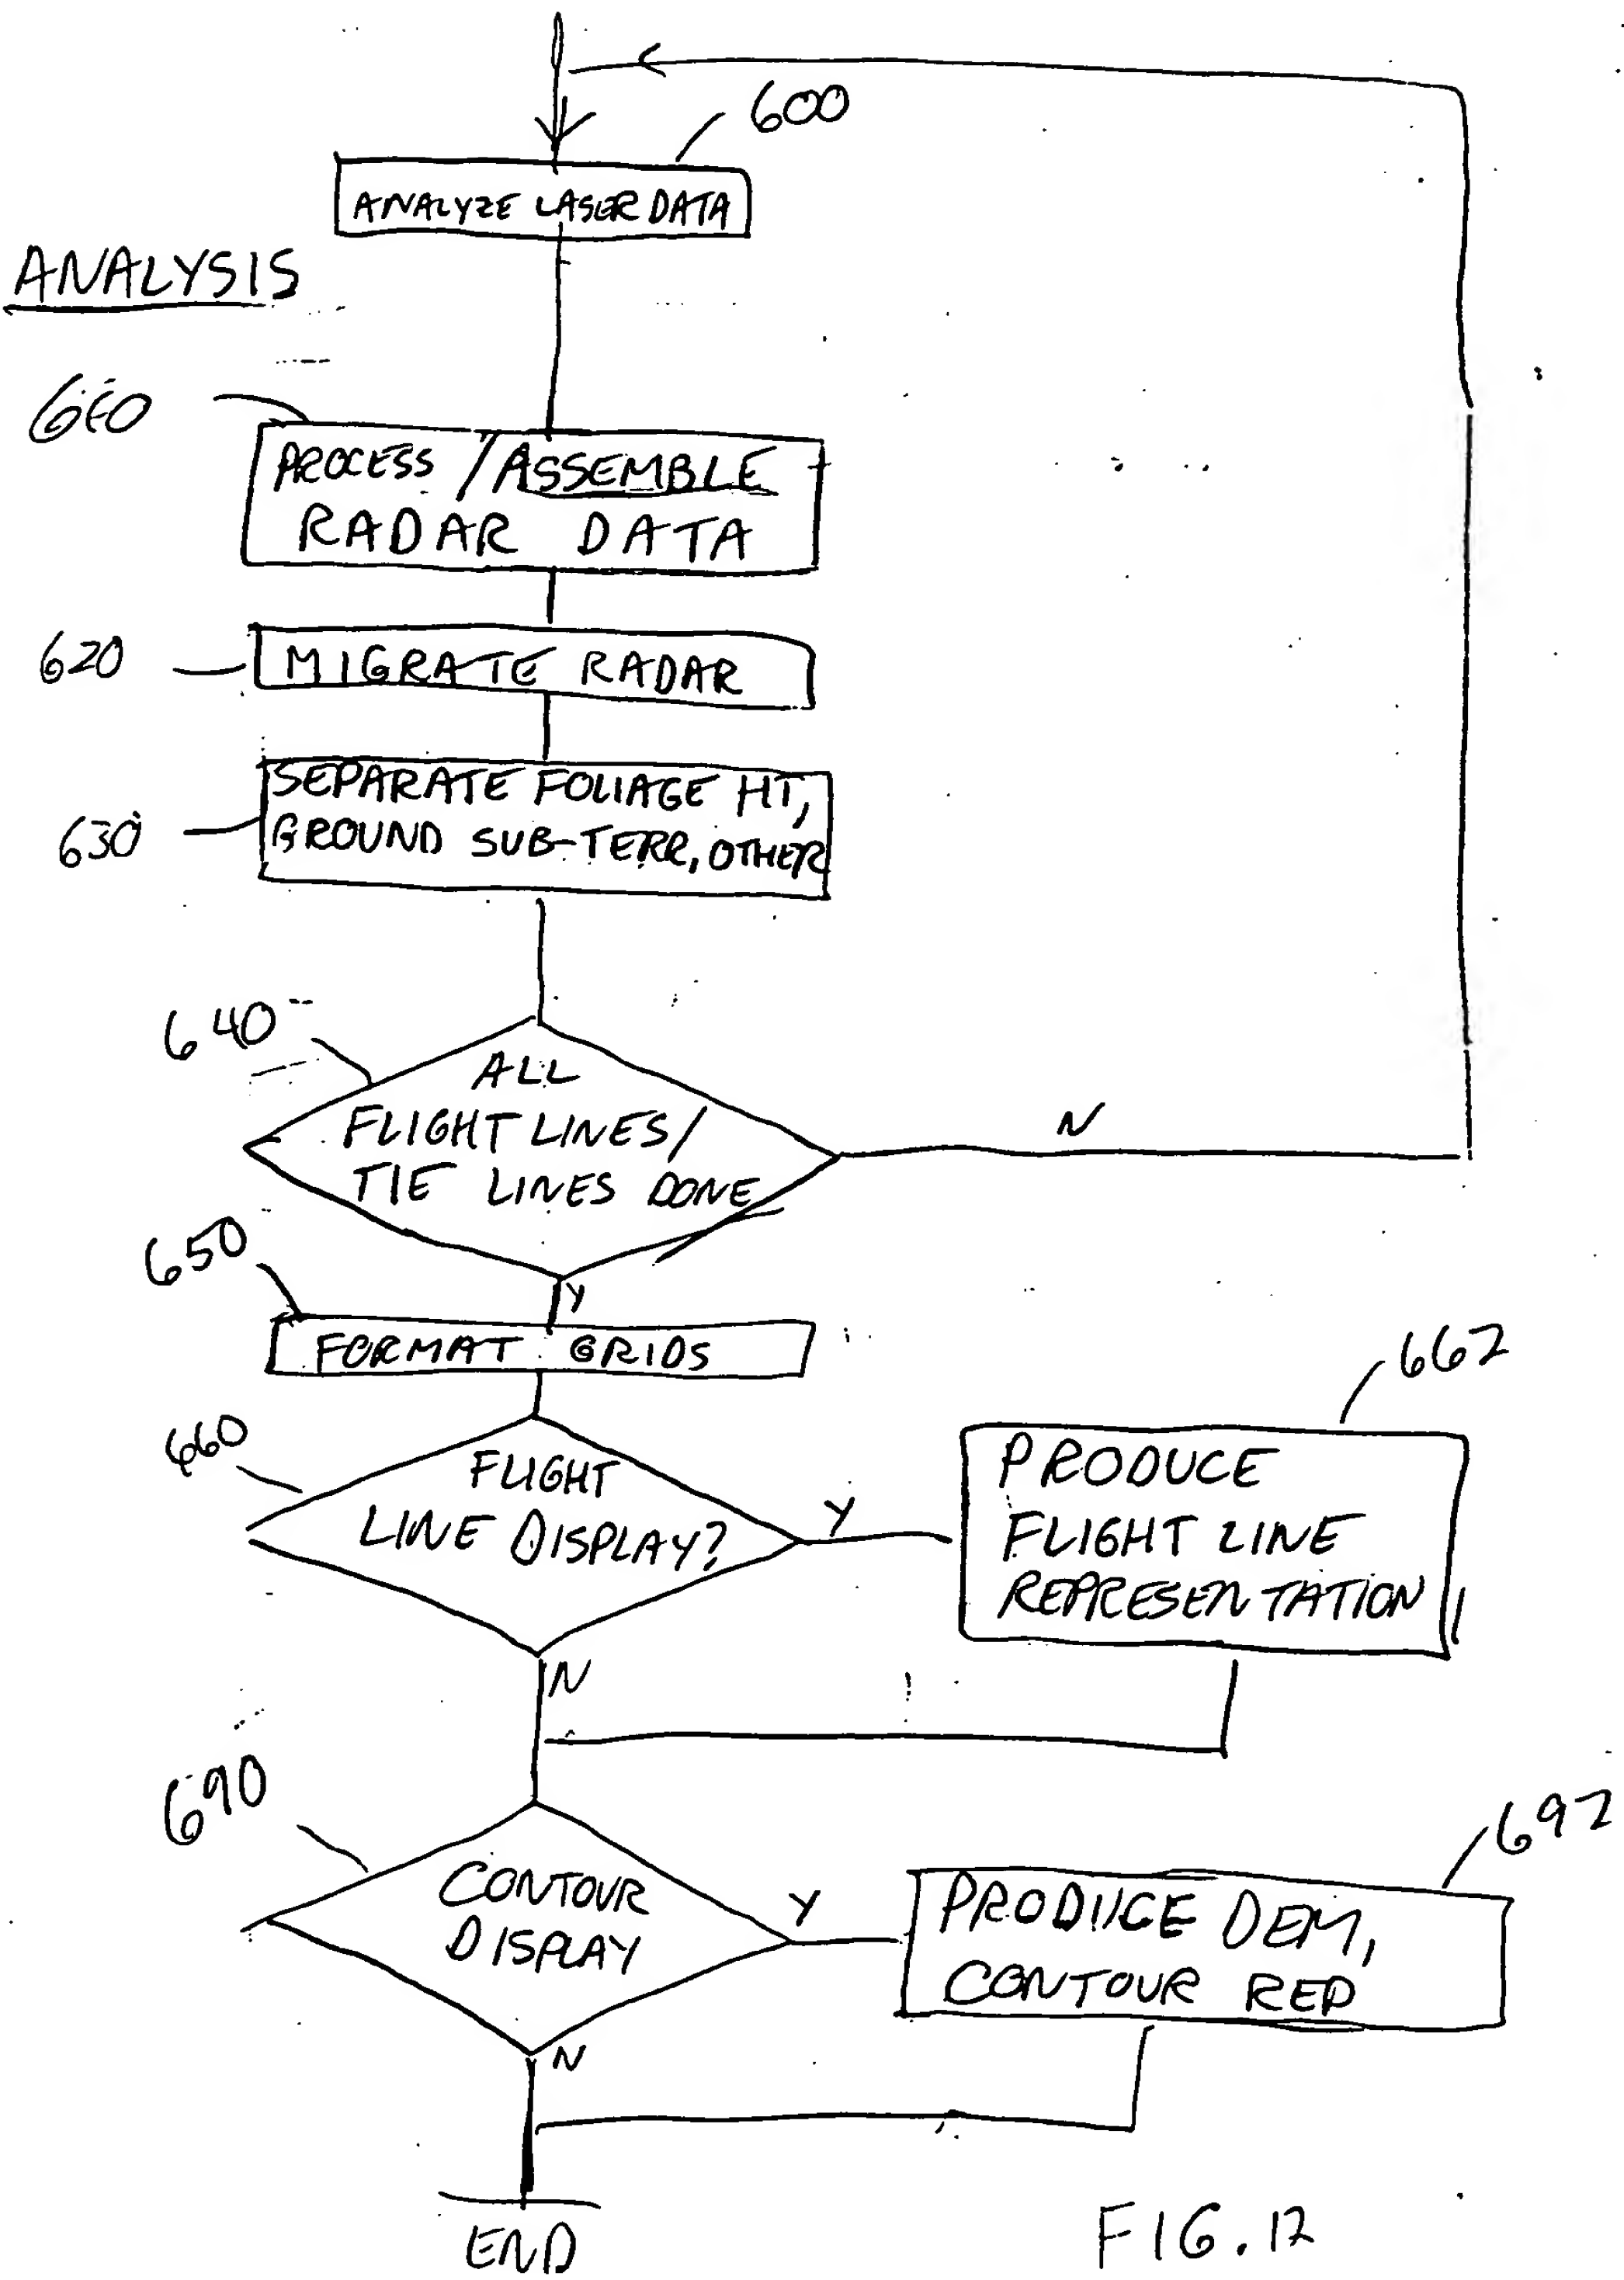 600
ANALYZE LASER DATA
ANALYSIS
610
PROCESS / ASSEMBLE
RADAR DATA
620
MIGRATE RADAR
SEPARATE FOLIAGE HT,
630
GROUND SUB-TERR, OTHER
640
ALL
FLIGHT LINES/
TIE LINES DONE
N
650
Y
FORMAT GRIDS
662
660
FLIGHT
LINE DISPLAY?
Y
PRODUCE
FLIGHT LINE
REPRESENTATION
N
690
692
CONTOUR
DISPLAY
Y
PRODUCE DEM,
CONTOUR REP
N
END
FIG. 12